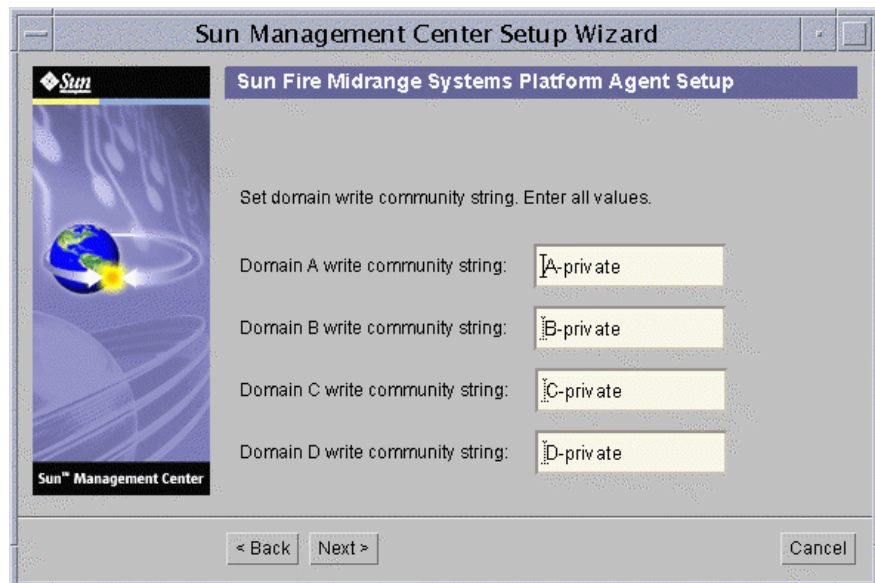 Sun Management Center Setup Wizard
Sun
Sun Fire Midrange Systems Platform Agent Setup
Set domain write community string. Enter all values.
Domain A write community string: A-private
Domain B write community string: B-private
Domain C write community string: C-private
Domain D write community string: D-private
Sun™ Management Center
< Back Next > Cancel